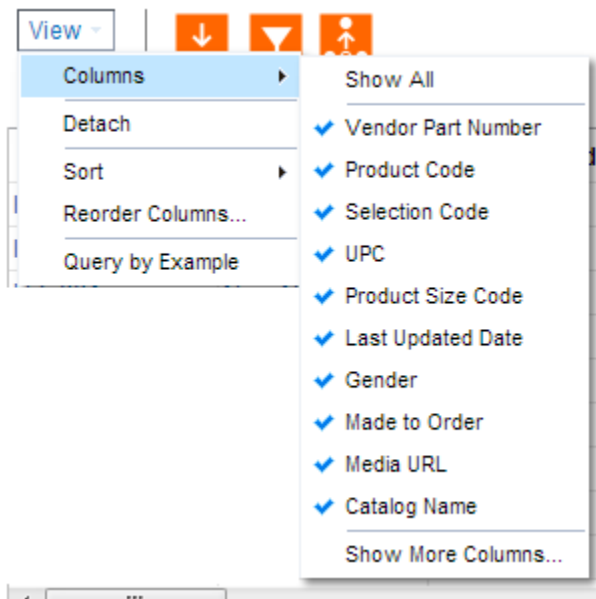 View
Columns
Detach
Sort
Reorder Columns...
Query by Example
Show All
Vendor Part Number
Product Code
Selection Code
UPC
Product Size Code
Last Updated Date
Gender
Made to Order
Media URL
Catalog Name
Show More Columns...